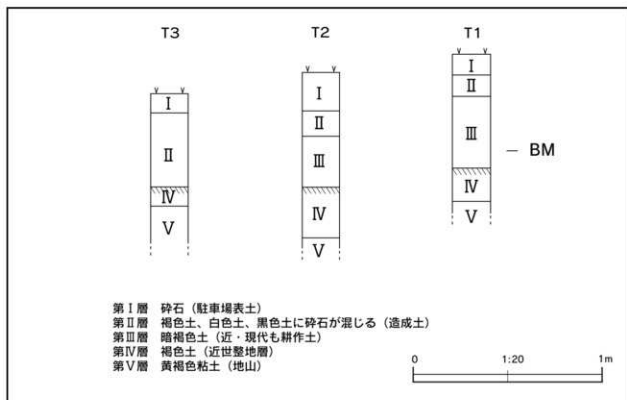 T3 T2 T1
I
II
IV
V
I
II
III
IV
V
I
II
III
IV
V
— BM
第Ⅰ層 砕石（駐車場表土）
第Ⅱ層 褐色土、白色土、黒色土に砕石が混じる（造成土）
第Ⅲ層 暗褐色土（近・現代も耕作土）
第Ⅳ層 褐色土（近世整地層）
第Ⅴ層 黄褐色粘土（地山）
0 1:20 1m